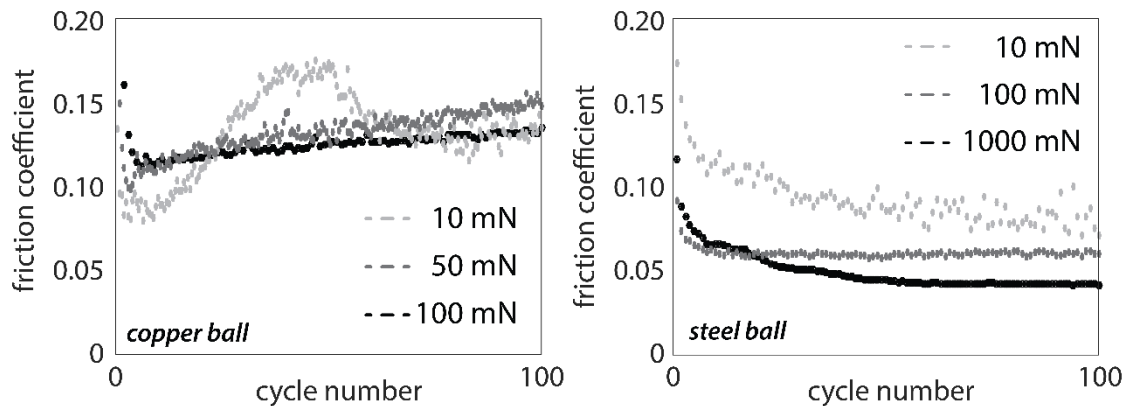 friction coefficient
0.20
0.15
0.10
0.05
0
10 mN
50 mN
100 mN
copper ball
0
100
cycle number
friction coefficient
0.20
0.15
0.10
0.05
0
10 mN
100 mN
1000 mN
steel ball
0
100
cycle number